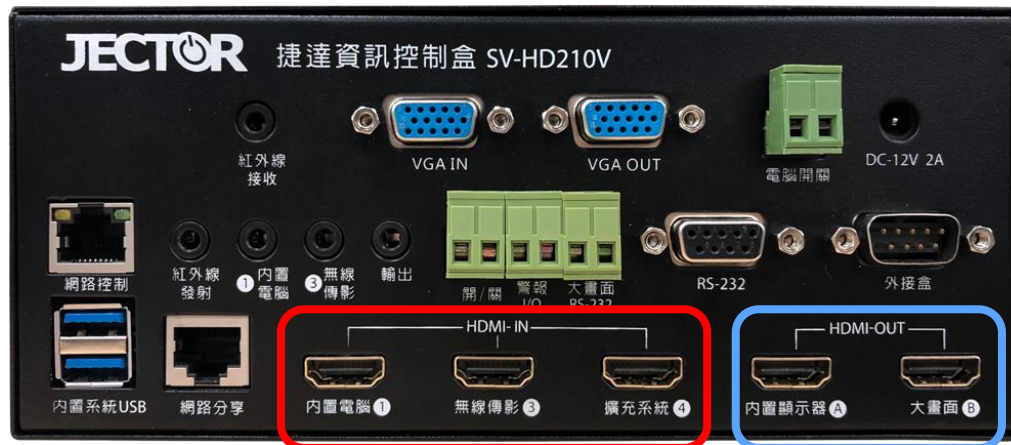 JECTOR 捷達資訊控制盒 SV-HD210V
紅外線
接收
VGA IN
VGA OUT
電腦開關
DC-12V 2A
網路控制
紅外線
發射
❶內置
電腦
❸無線
傳影
輸出
開/關
警報
I/O
大畫面
RS-232
RS-232
外接盒
HDMI-IN
HDMI-OUT
內置系統USB
網路分享
內置電腦❶
無線傳影❸
擴充系統❹
內置顯示器Ⓐ
大畫面Ⓑ